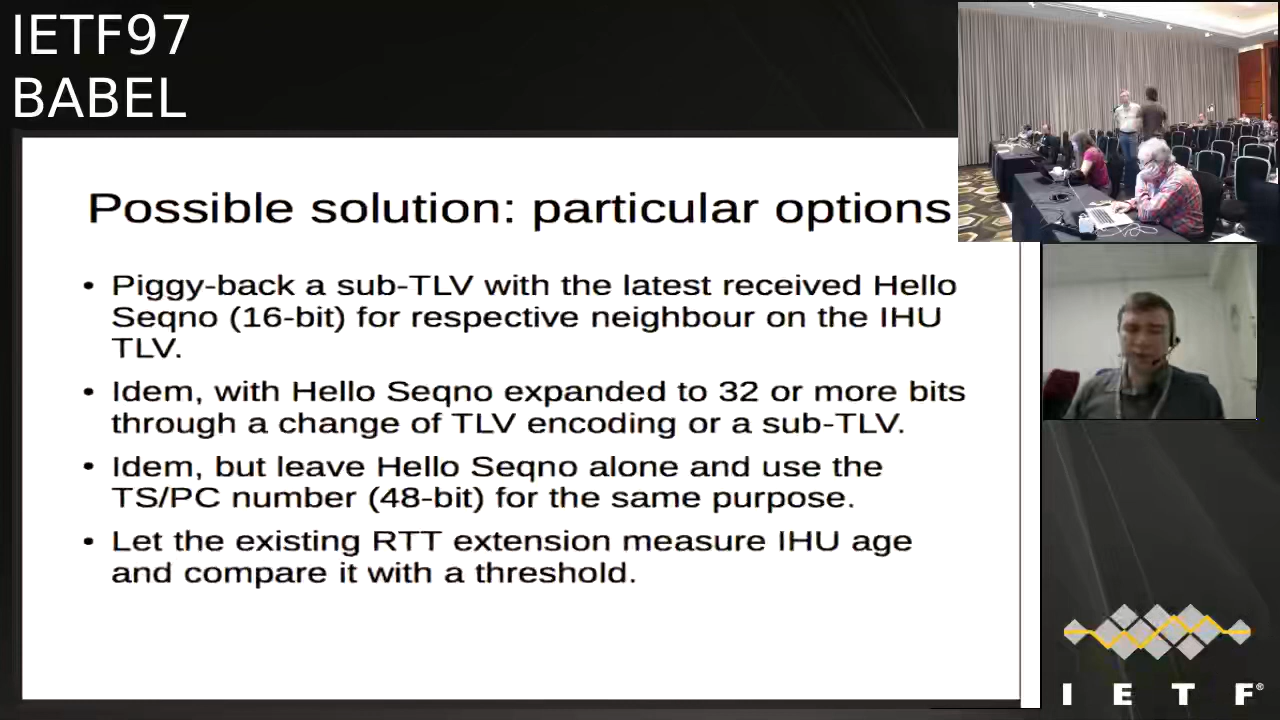 IETF97
BABEL
Possible solution: particular options
• Piggy-back a sub-TLV with the latest received Hello
Seqno (16-bit) for respective neighbour on the IHU
TLV.
• Idem, with Hello Seqno expanded to 32 or more bits
through a change of TLV encoding or a sub-TLV.
• Idem, but leave Hello Seqno alone and use the
TS/PC number (48-bit) for the same purpose.
• Let the existing RTT extension measure IHU age
and compare it with a threshold.
I E T F®